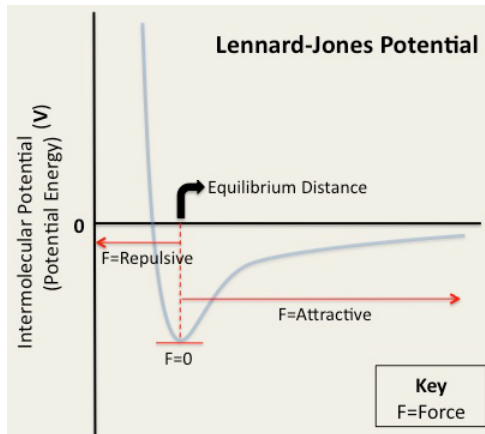 Lennard-Jones Potential
Intermolecular Potential (V)
(Potential Energy)
Equilibrium Distance
0
F=Repulsive
F=Attractive
F=0
Key
F=Force